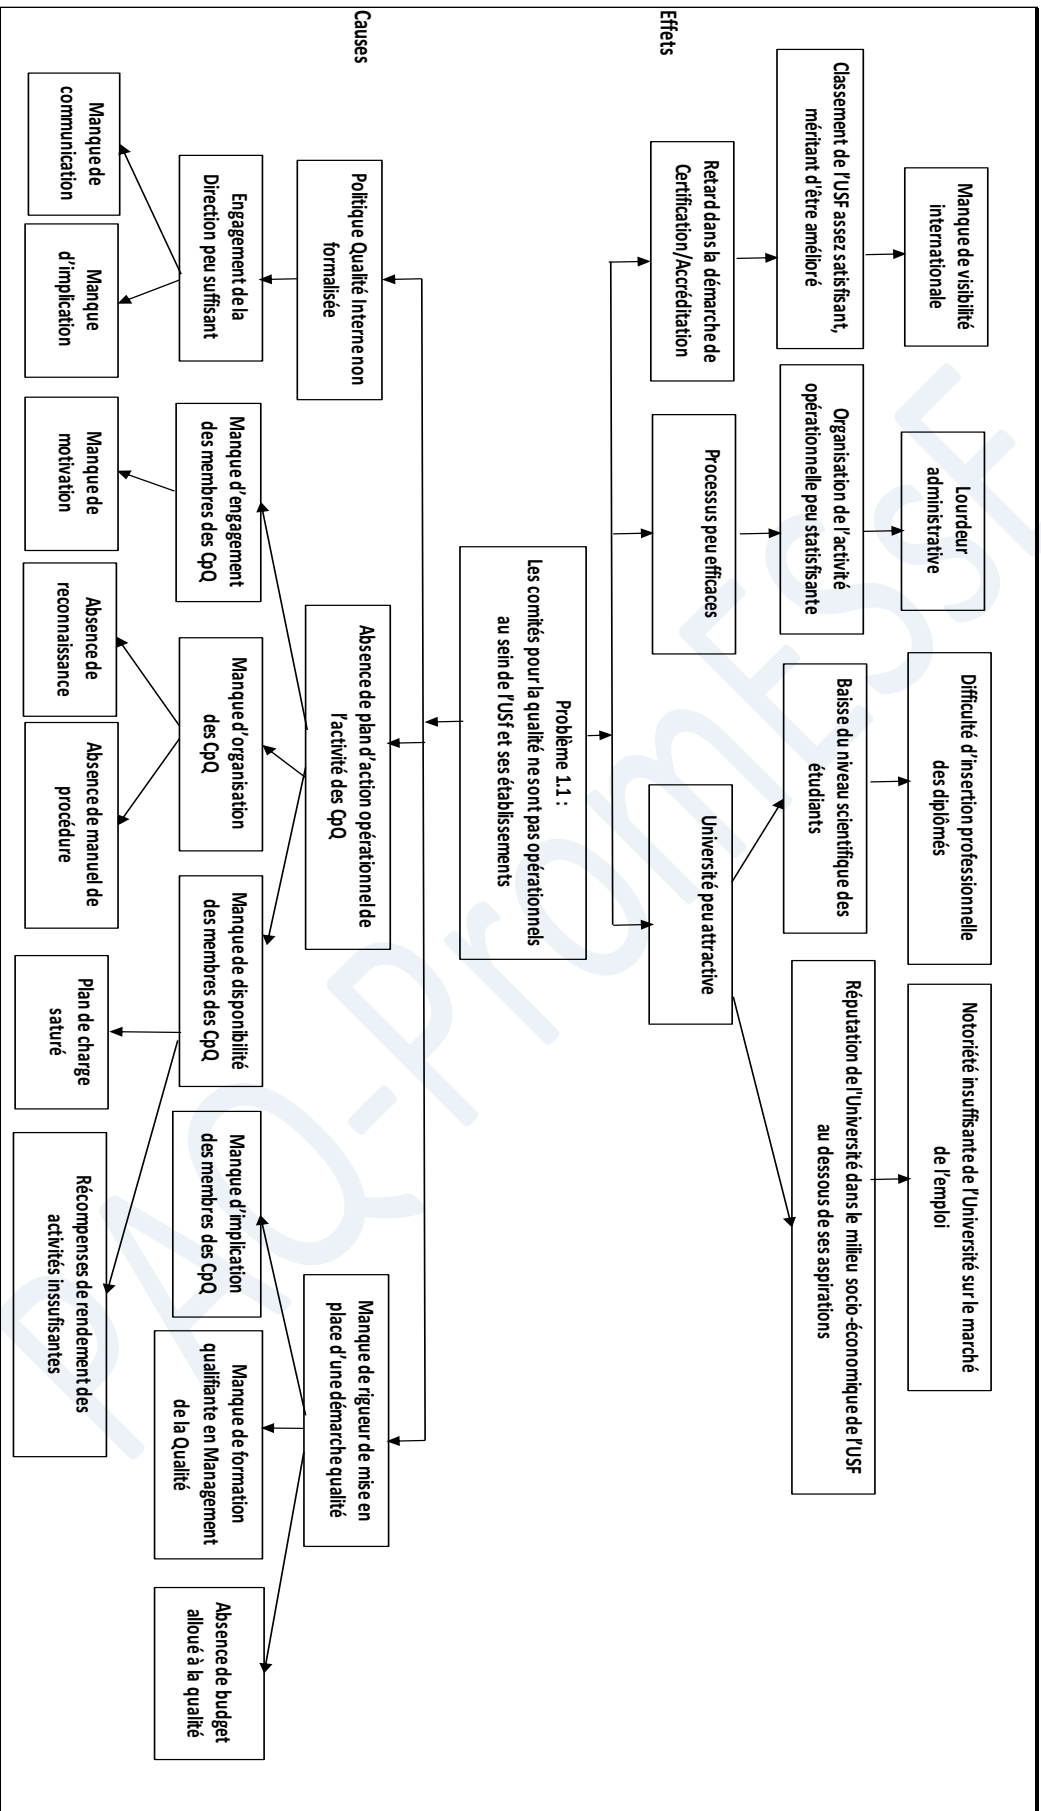 Manque de visibilité
internationale
Lourdeur
administrative
Difficulté d'insertion professionnelle
des diplômés
Notoriété insuffisante de l'Université sur le marché
de l'emploi
Classement de l'USF assez satisfaisant,
méritant d'être amélioré
Organisation de l'activité
opérationnelle peu statisfisante
Baisse du niveau scientifique des
étudiants
Réputation de l'Université dans le milieu socio-économique de l'USF
au dessous de ses aspirations
Effets
Retard dans la démarche de
Certification/Accréditation
Processus peu efficaces
Université peu attractive
Problème 1.1 :
Les comités pour la qualité ne sont pas opérationnels
au sein de l'USf et ses établissements
Causes
Politique Qualité Interne non
formalisée
Absence de plan d'action opérationnel de
l'activité des CpQ
Manque de rigueur de mise en
place d'une démarche qualité
Engagement de la
Direction peu suffisant
Manque d'engagement
des membres des CpQ
Manque d'organisation
des CpQ
Manque de disponibilité
des membres des CpQ
Manque d'implication
des membres des CpQ
Manque de formation
qualifiante en Management
de la Qualité
Absence de budget
alloué à la qualité
Manque de
communication
Manque
d'implication
Manque de
motivation
Absence de
reconnaissance
Absence de manuel de
procédure
Plan de charge
saturé
Récompenses de rendement des
activités inssufisantes
PAQ-PromESSE